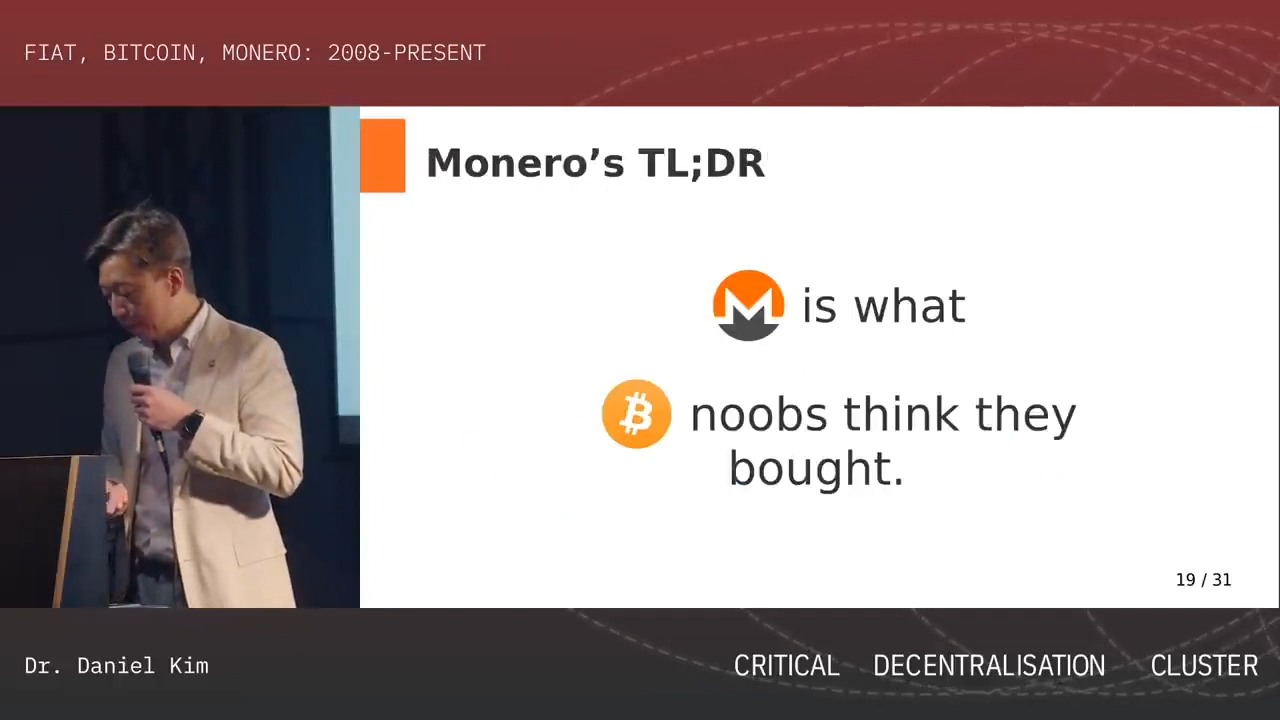 FIAT, BITCOIN, MONERO: 2008-PRESENT
Monero’s TL;DR
is what
noobs think they
bought.
19 / 31
Dr. Daniel Kim
CRITICAL DECENTRALISATION CLUSTER